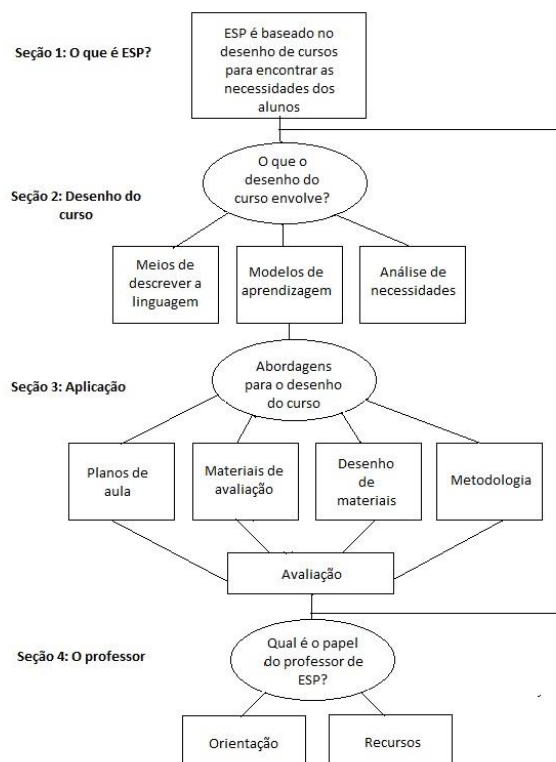 Seção 1: O que é ESP?
ESP é baseado no
desenho de cursos
para encontrar as
necessidades dos
alunos
O que o
desenho do
curso envolve?
Seção 2: Desenho do
curso
Meios de
descrever a
linguagem
Modelos de
aprendizagem
Análise de
necessidades
Abordagens
para o desenho
do curso
Seção 3: Aplicação
Planos de
aula
Materiais de
avaliação
Desenho
de
materiais
Metodologia
Avaliação
Qual é o papel
do professor de
ESP?
Seção 4: O professor
Orientação
Recursos